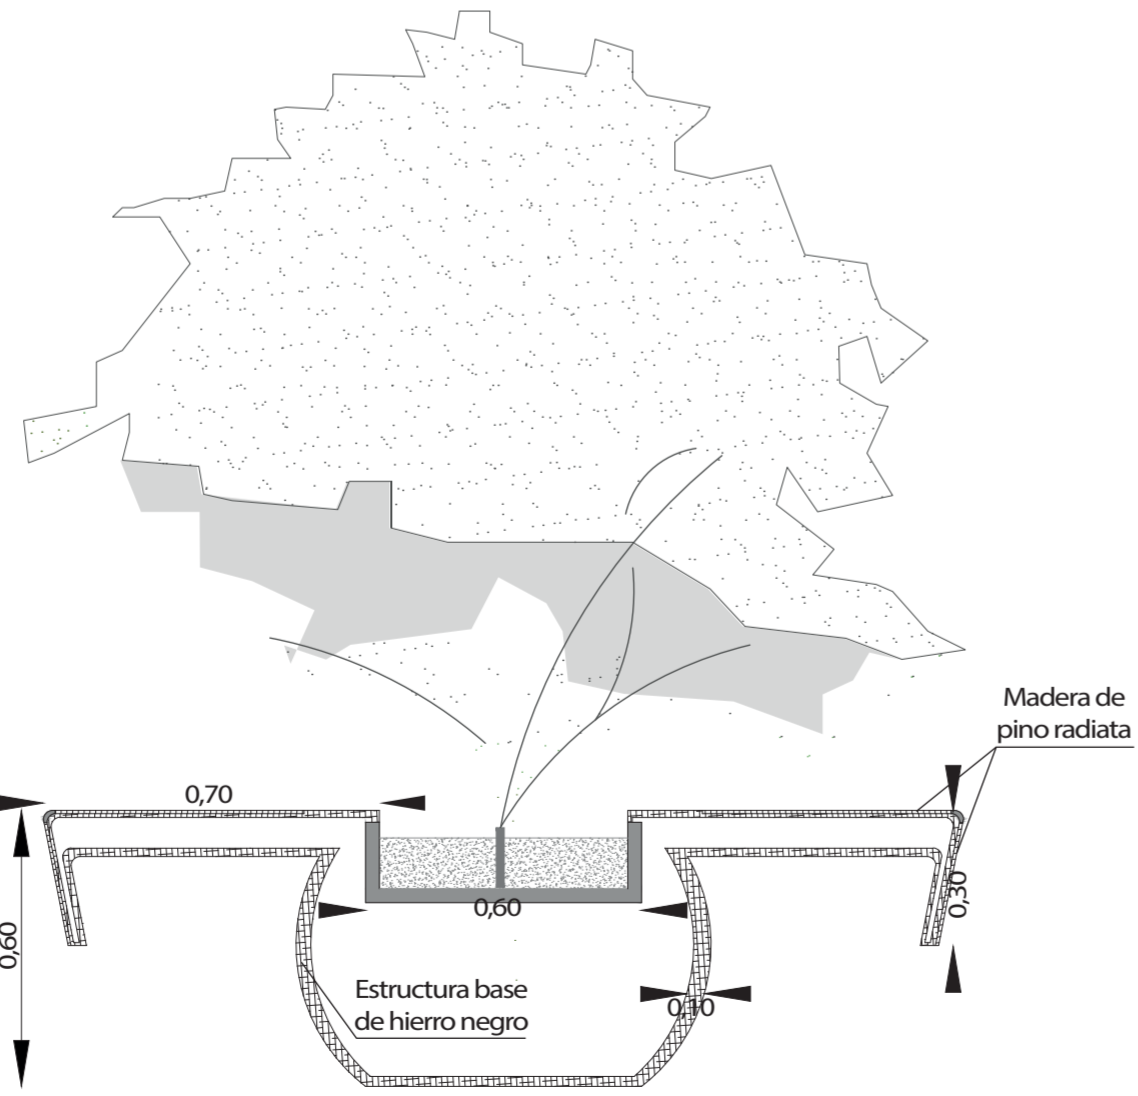 Madera de
pino radiata
0,70
0,30
0,60
0,60
Estructura base
de hierro negro
0,10